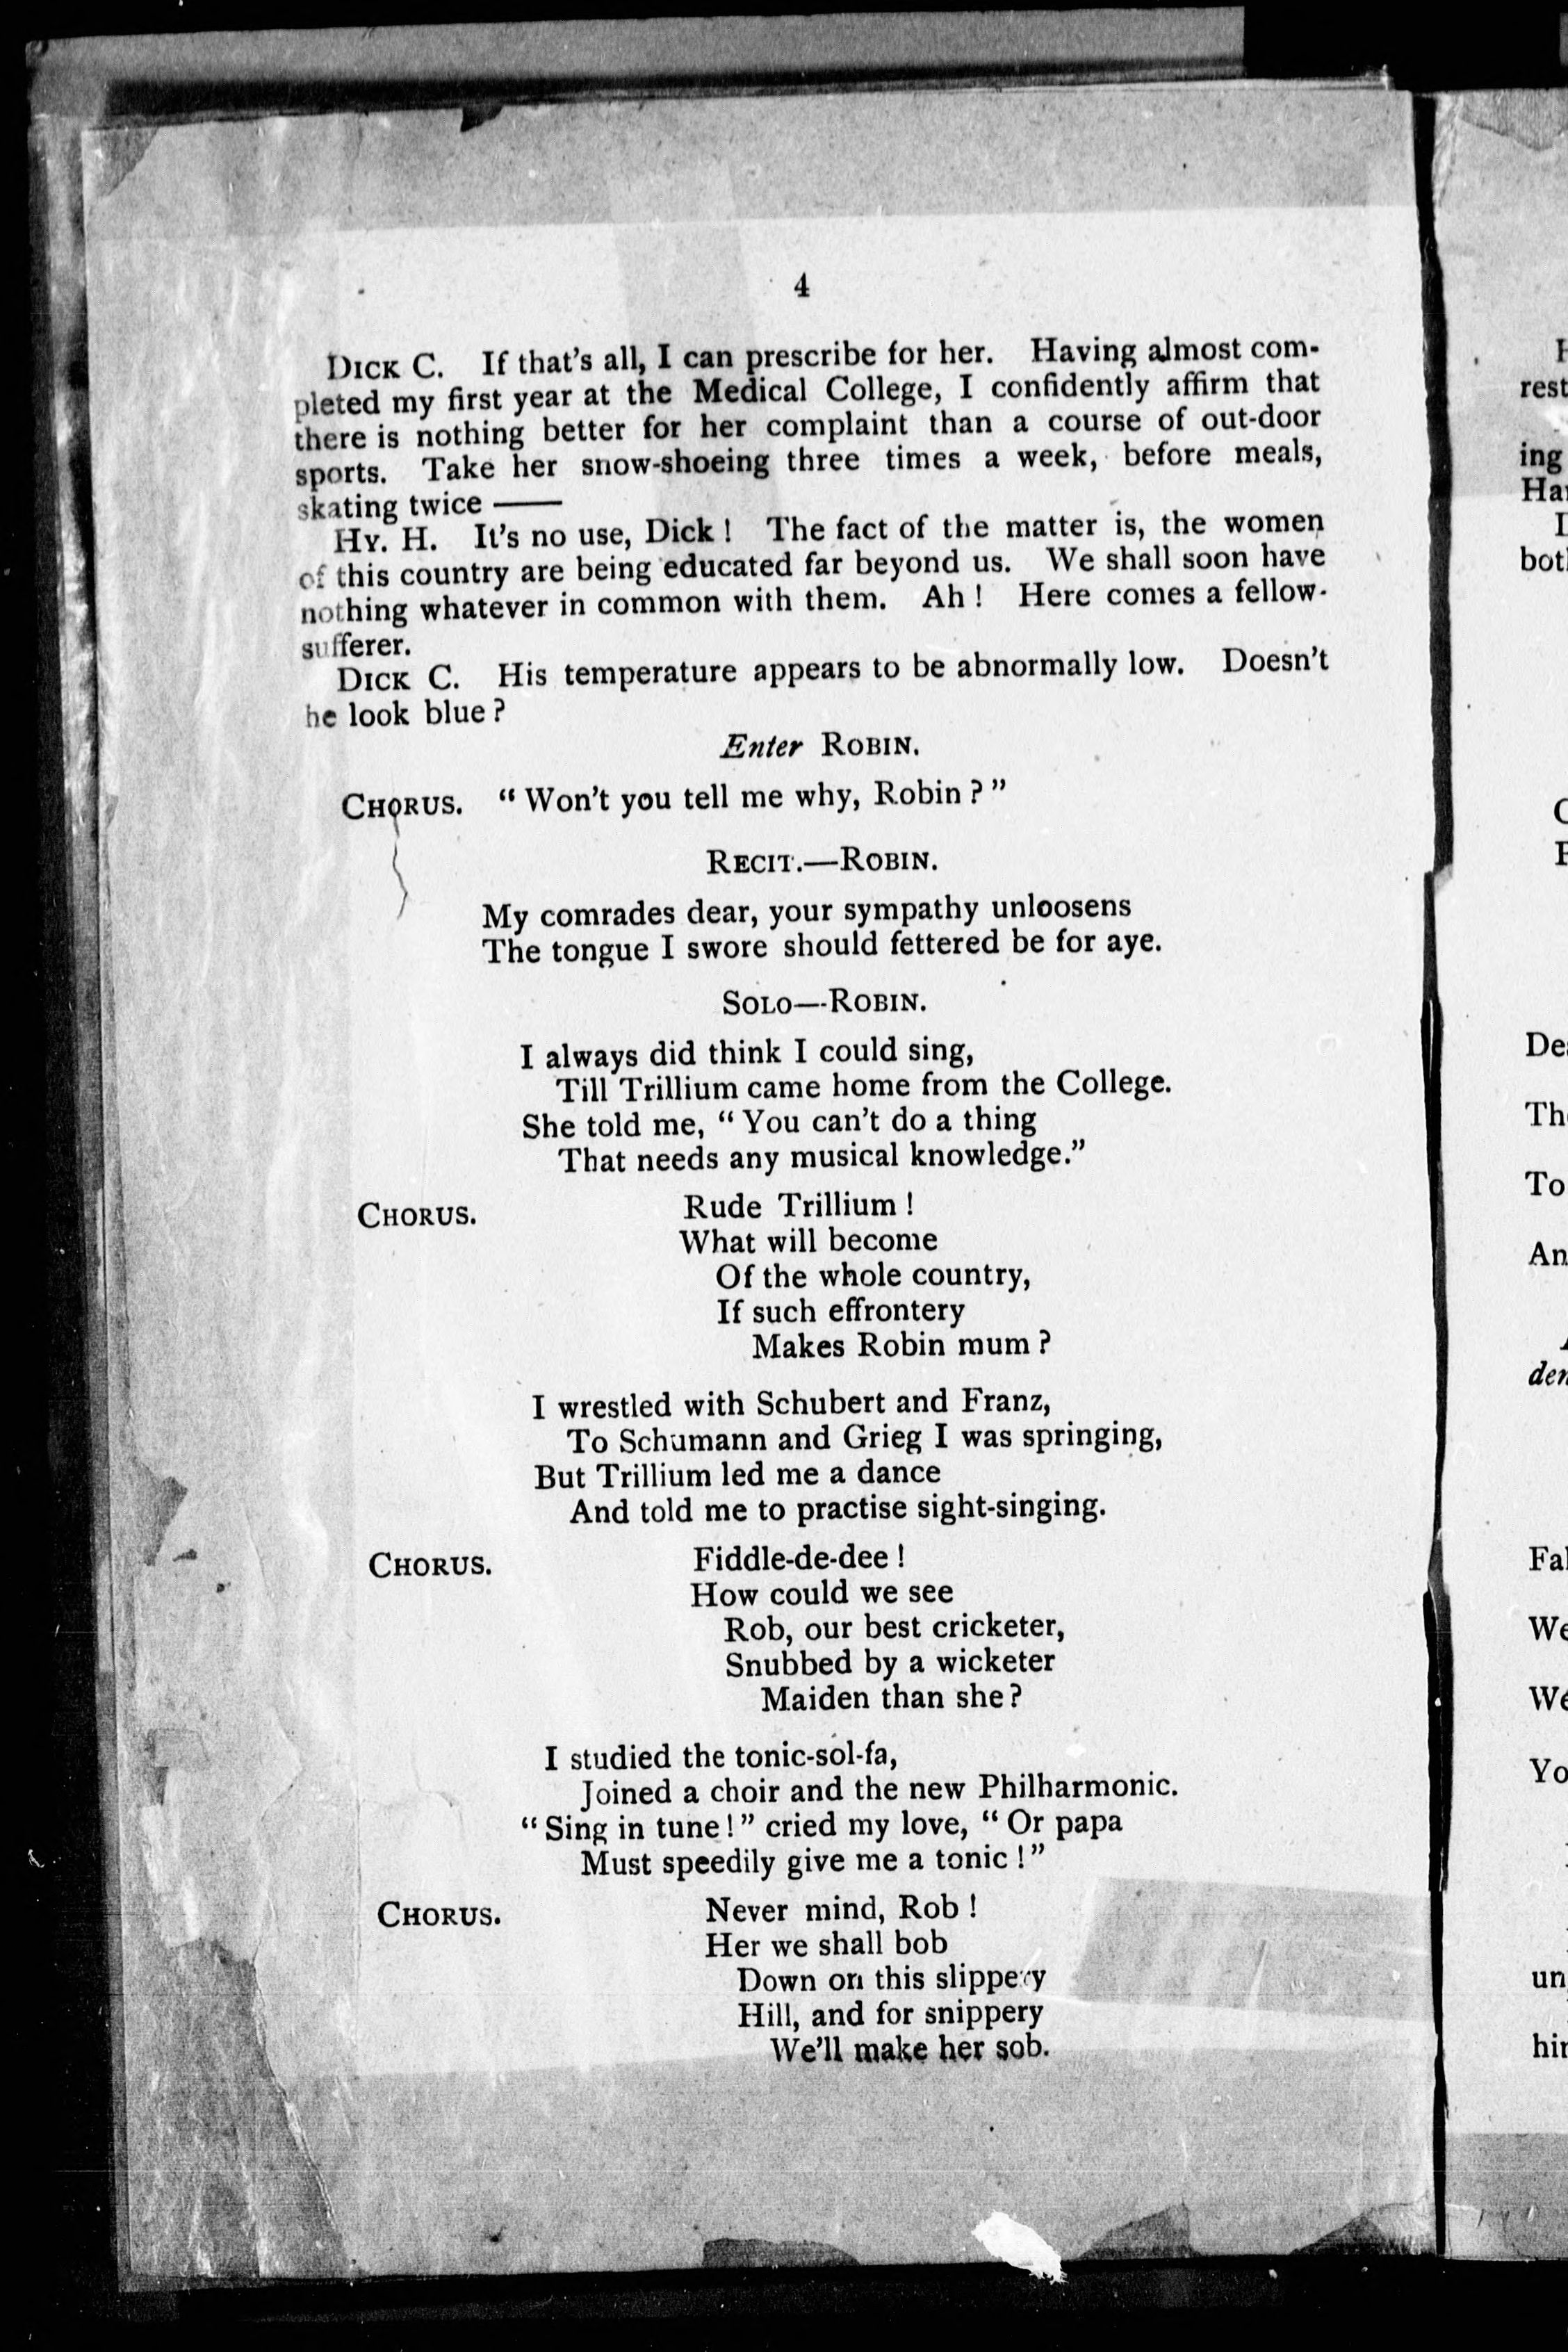 4
DICK C. If that's all, I can prescribe for her. Having almost com-
pleted my first year at the Medical College, I confidently affirm that
there is nothing better for her complaint than a course of out-door
sports. Take her snow-shoeing three times a week, before meals,
skating twice ——
HY. H. It's no use, Dick! The fact of the matter is, the women
of this country are being educated far beyond us. We shall soon have
nothing whatever in common with them. Ah! Here comes a fellow-
sufferer.
DICK C. His temperature appears to be abnormally low. Doesn't
he look blue?
Enter ROBIN.
CHORUS. "Won't you tell me why, Robin?"
RECIT.—ROBIN.
My comrades dear, your sympathy unloosens
The tongue I swore should fettered be for aye.
SOLO—ROBIN.
I always did think I could sing,
Till Trillium came home from the College.
She told me, "You can't do a thing
That needs any musical knowledge."
CHORUS. Rude Trillium!
What will become
Of the whole country,
If such effrontery
Makes Robin mum?
I wrestled with Schubert and Franz,
To Schumann and Grieg I was springing,
But Trillium led me a dance
And told me to practise sight-singing.
CHORUS. Fiddle-de-dee!
How could we see
Rob, our best cricketer,
Snubbed by a wicketer
Maiden than she?
I studied the tonic-sol-fa,
Joined a choir and the new Philharmonic.
"Sing in tune!" cried my love, "Or papa
Must speedily give me a tonic!"
CHORUS. Never mind, Rob!
Her we shall bob
Down on this slippery
Hill, and for snippery
We'll make her sob.
rest
ing
To
We
un